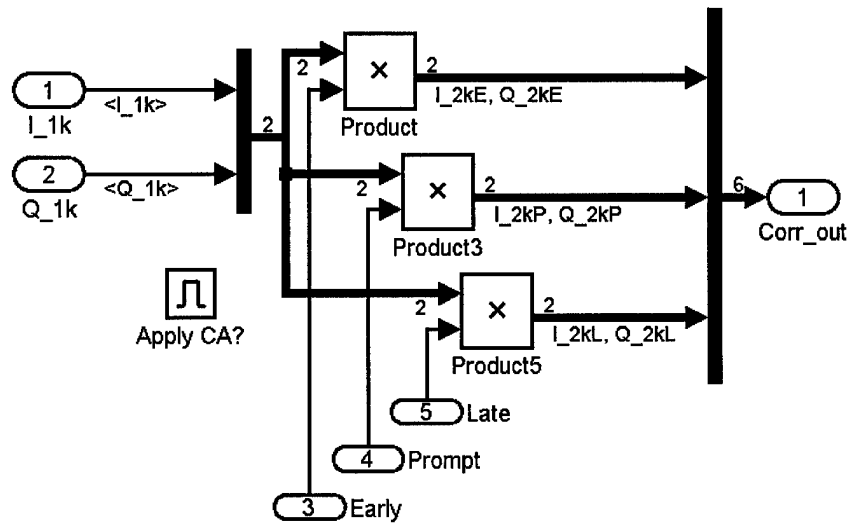 1
<I_1k>
I_1k
2
<Q_1k>
Q_1k
2
2
×
Product
2
I_2kE, Q_2kE
2
×
Product3
2
I_2kP, Q_2kP
2
×
Product5
2
I_2kL, Q_2kL
6
1
Corr_out
Apply CA?
5
Late
4
Prompt
3
Early